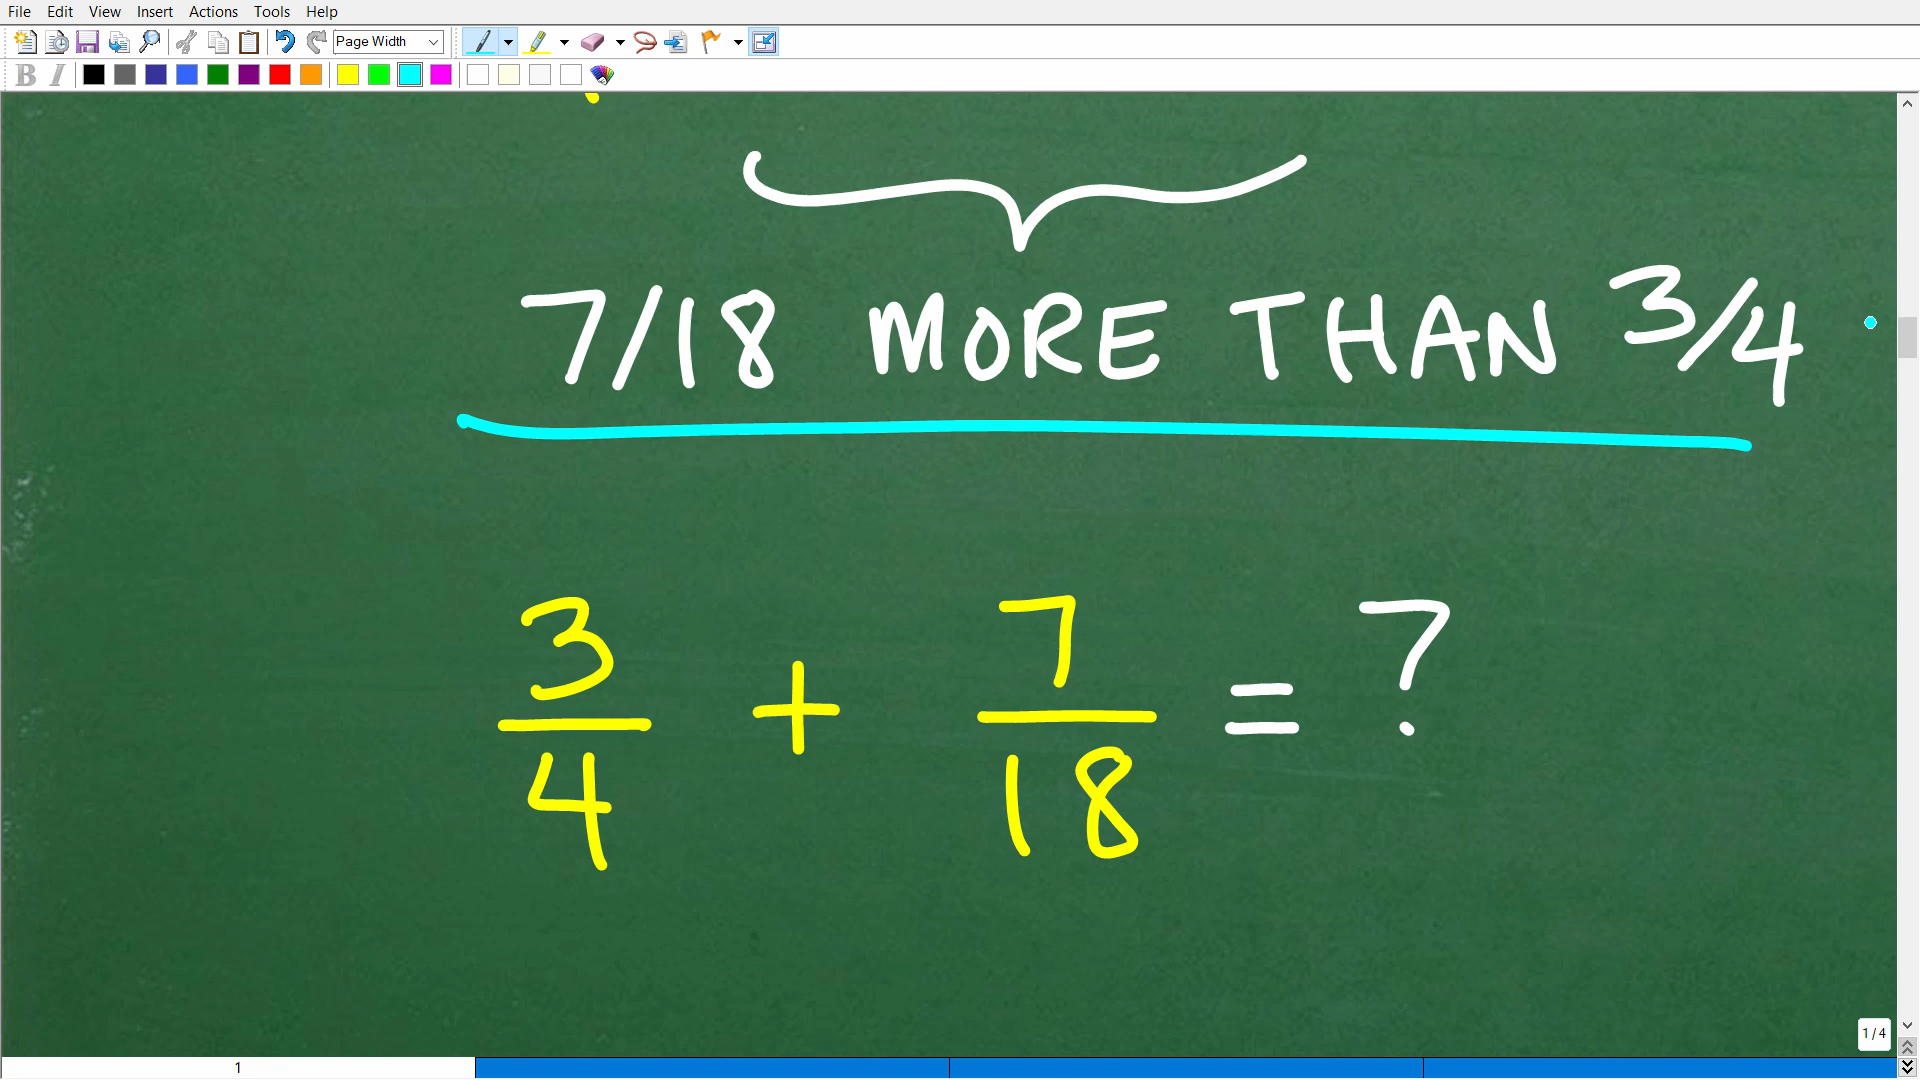 File Edit View Insert Actions Tools Help
Page Width
B I
7/18 MORE THAN 3/4
3/4 + 7/18 = ?
1 / 4
1